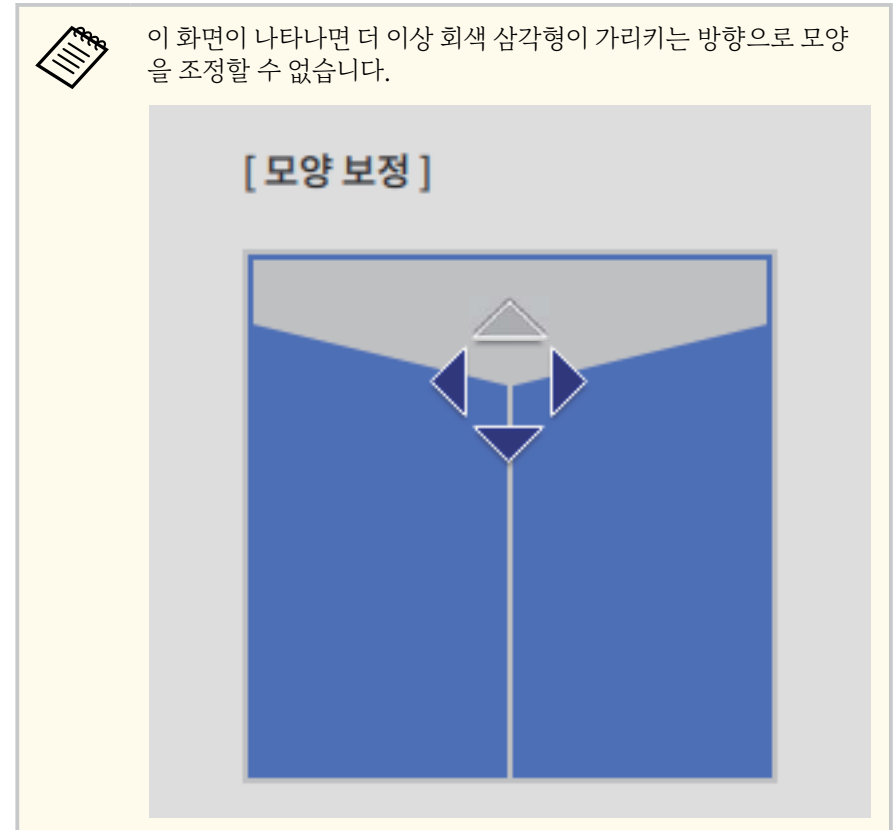 이 화면이 나타나면 더 이상 회색 삼각형이 가리키는 방향으로 모양
을 조정할 수 없습니다.
[ 모양 보정 ]